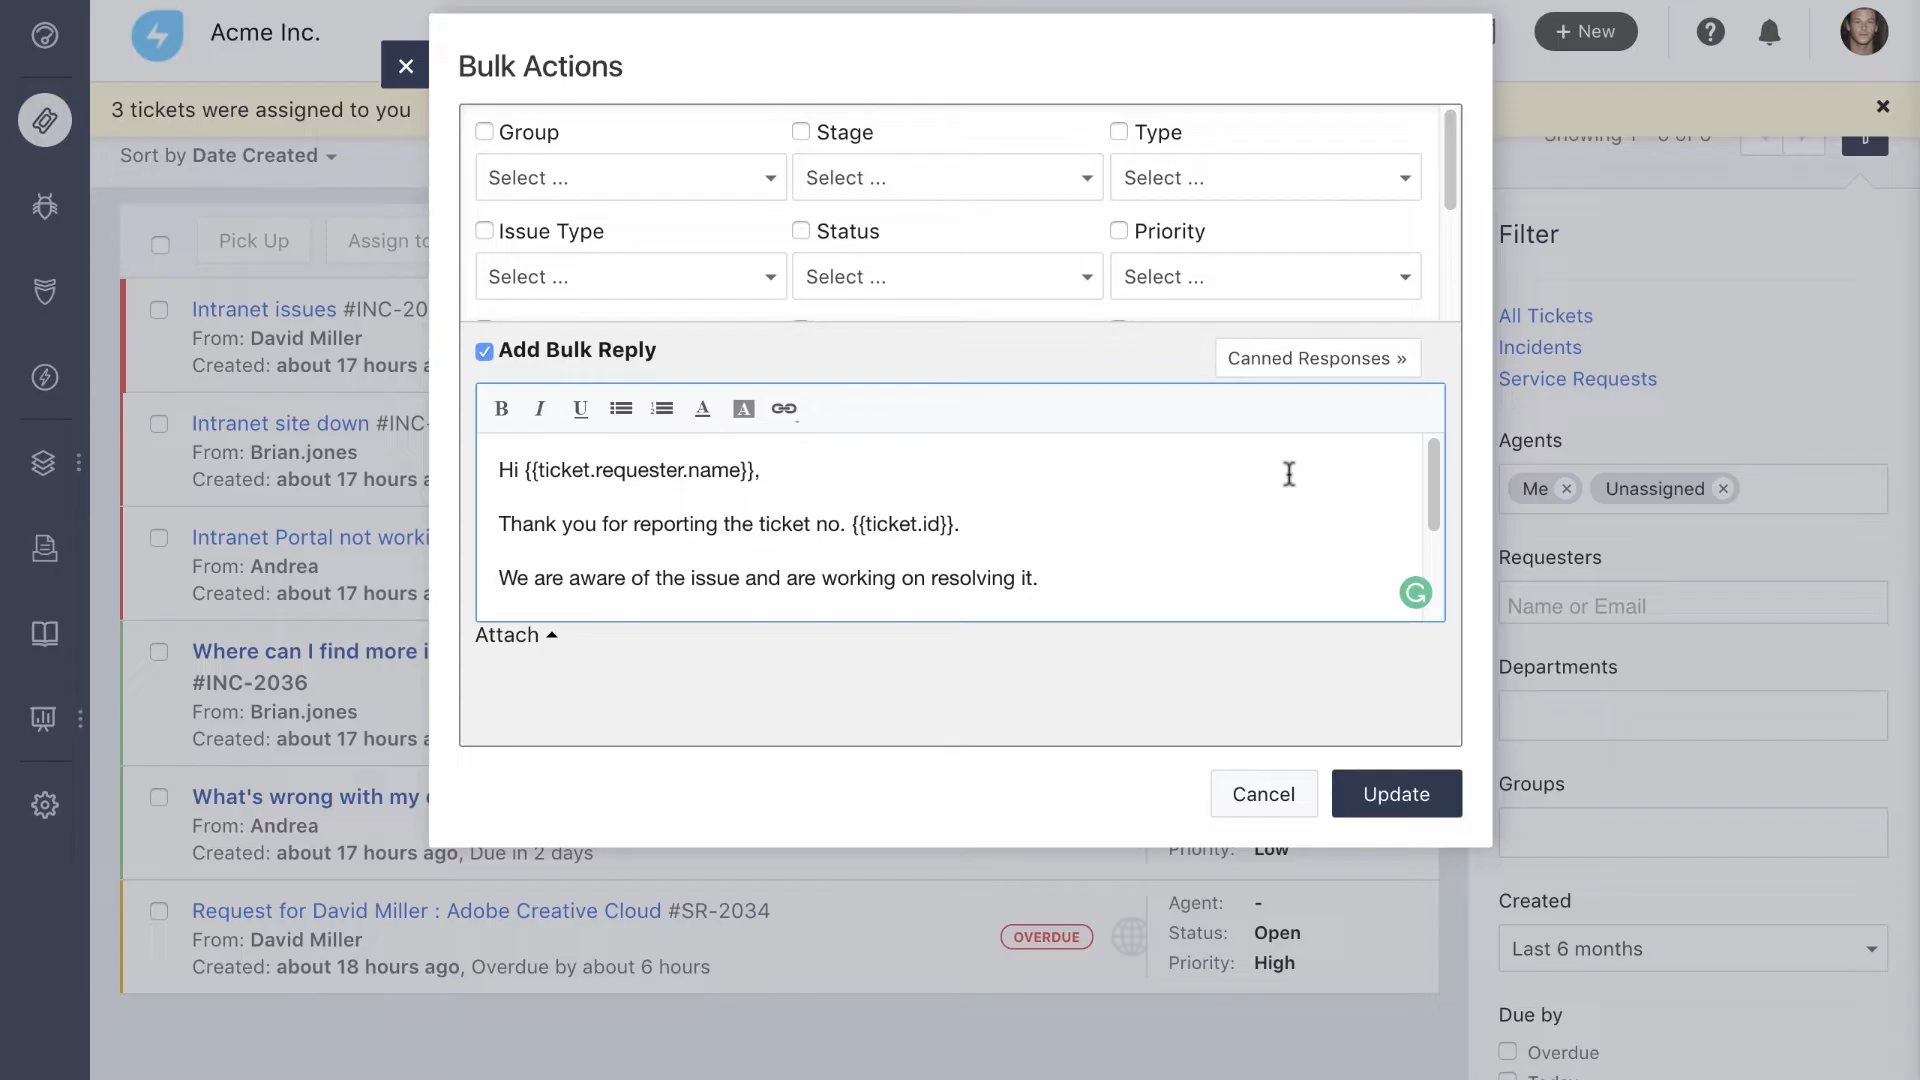 Acme Inc.
+ New
?
3 tickets were assigned to you
Sort by Date Created
Pick Up
Assign to
Intranet issues #INC-20
From: David Miller
Created: about 17 hours a
Intranet site down #INC-
From: Brian.jones
Created: about 17 hours a
Intranet Portal not worki
From: Andrea
Created: about 17 hours a
Where can I find more i
#INC-2036
From: Brian.jones
Created: about 17 hours a
What's wrong with my
From: Andrea
Created: about 17 hours ago, Due in 2 days
Priority: Low
Request for David Miller : Adobe Creative Cloud #SR-2034
From: David Miller
Created: about 18 hours ago, Overdue by about 6 hours
OVERDUE
Agent: -
Status: Open
Priority: High
Bulk Actions
Group
Stage
Type
Select ...
Select ...
Select ...
Issue Type
Status
Priority
Select ...
Select ...
Select ...
Add Bulk Reply
Canned Responses »
B I U A A
Hi {{ticket.requester.name}},
Thank you for reporting the ticket no. {{ticket.id}}.
We are aware of the issue and are working on resolving it.
Attach
Cancel
Update
Filter
All Tickets
Incidents
Service Requests
Agents
Me
Unassigned
Requesters
Name or Email
Departments
Groups
Created
Last 6 months
Due by
Overdue